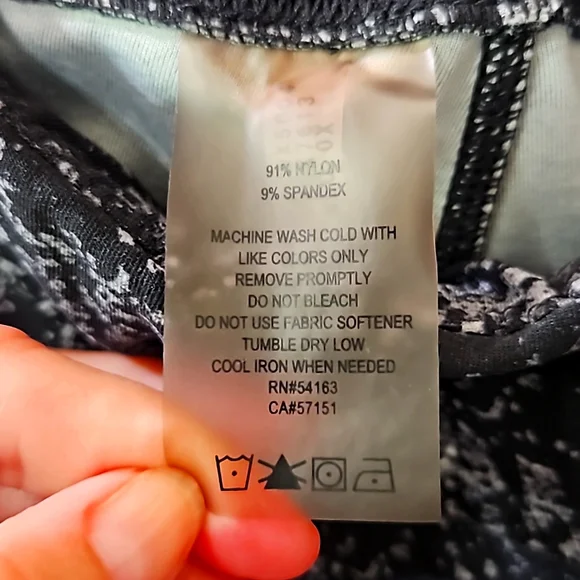 91% NYLON
9% SPANDEX
MACHINE WASH COLD WITH
LIKE COLORS ONLY
REMOVE PROMPTLY
DO NOT BLEACH
DO NOT USE FABRIC SOFTENER
TUMBLE DRY LOW
COOL IRON WHEN NEEDED
RN#54163
CA#57151